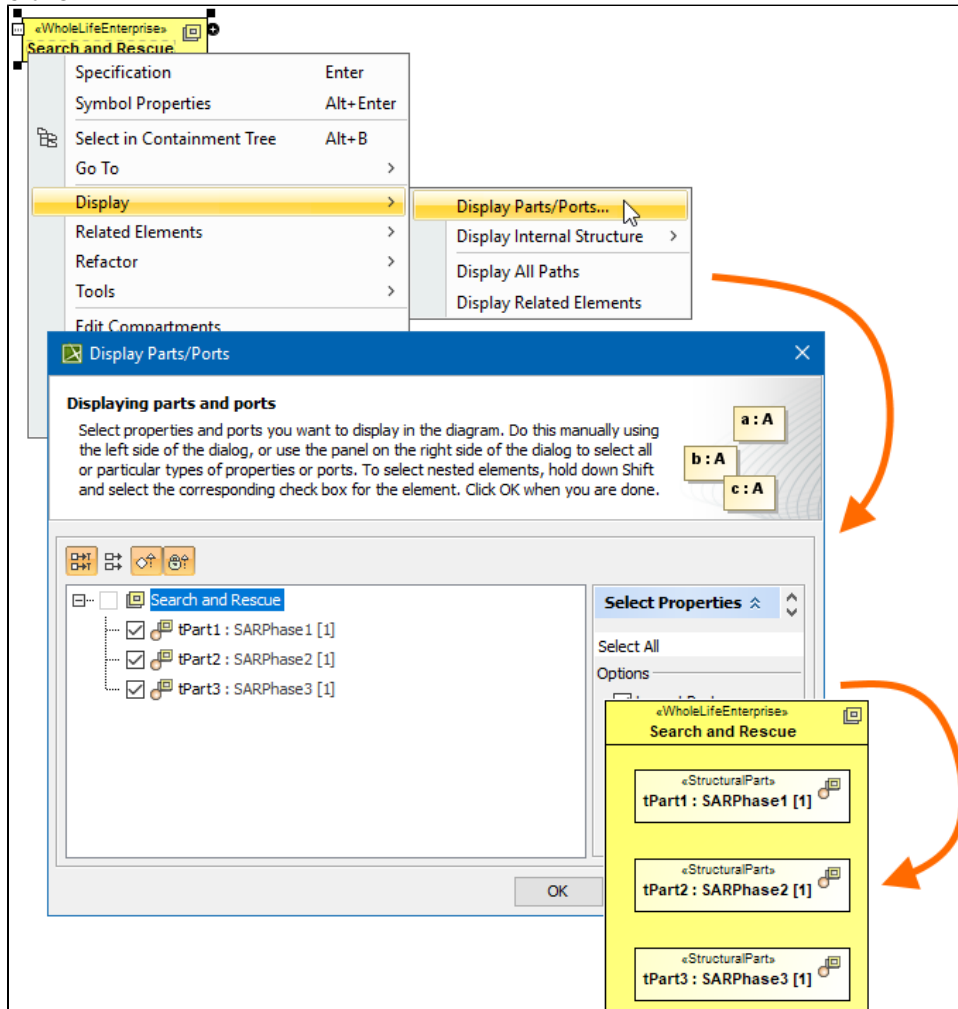 «WholeLifeEnterprise»
Search and Rescue
Specification Enter
Symbol Properties Alt+Enter
Select in Containment Tree Alt+B
Go To
Display
Related Elements
Refactor
Tools
Edit Compartments
Display Parts/Ports...
Display Internal Structure
Display All Paths
Display Related Elements
Display Parts/Ports
Displaying parts and ports
Select properties and ports you want to display in the diagram. Do this manually using
the left side of the dialog, or use the panel on the right side of the dialog to select all
or particular types of properties or ports. To select nested elements, hold down Shift
and select the corresponding check box for the element. Click OK when you are done.
a : A
b : A
c : A
Search and Rescue
tPart1 : SARPhase1 [1]
tPart2 : SARPhase2 [1]
tPart3 : SARPhase3 [1]
Select Properties
Select All
Options
OK
«WholeLifeEnterprise»
Search and Rescue
«StructuralPart»
tPart1 : SARPhase1 [1]
«StructuralPart»
tPart2 : SARPhase2 [1]
«StructuralPart»
tPart3 : SARPhase3 [1]